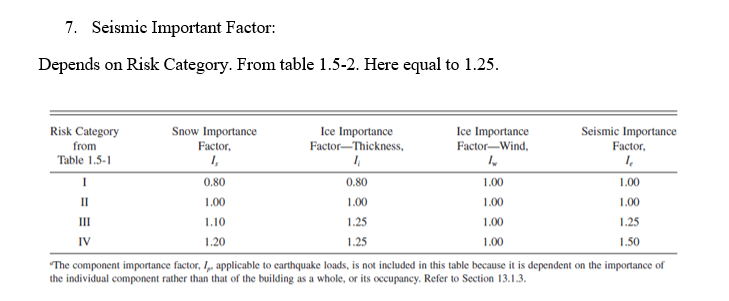 7. Seismic Important Factor:
Depends on Risk Category. From table 1.5-2. Here equal to 1.25.
Risk Category from Table 1.5-1 Snow Importance Factor, Iₛ Ice Importance Factor—Thickness, Iᵢ Ice Importance Factor—Wind, I_w Seismic Importance Factor, Iₑ
I 0.80 0.80 1.00 1.00
II 1.00 1.00 1.00 1.00
III 1.10 1.25 1.00 1.25
IV 1.20 1.25 1.00 1.50
ᵃThe component importance factor, Iₚ, applicable to earthquake loads, is not included in this table because it is dependent on the importance of
the individual component rather than that of the building as a whole, or its occupancy. Refer to Section 13.1.3.